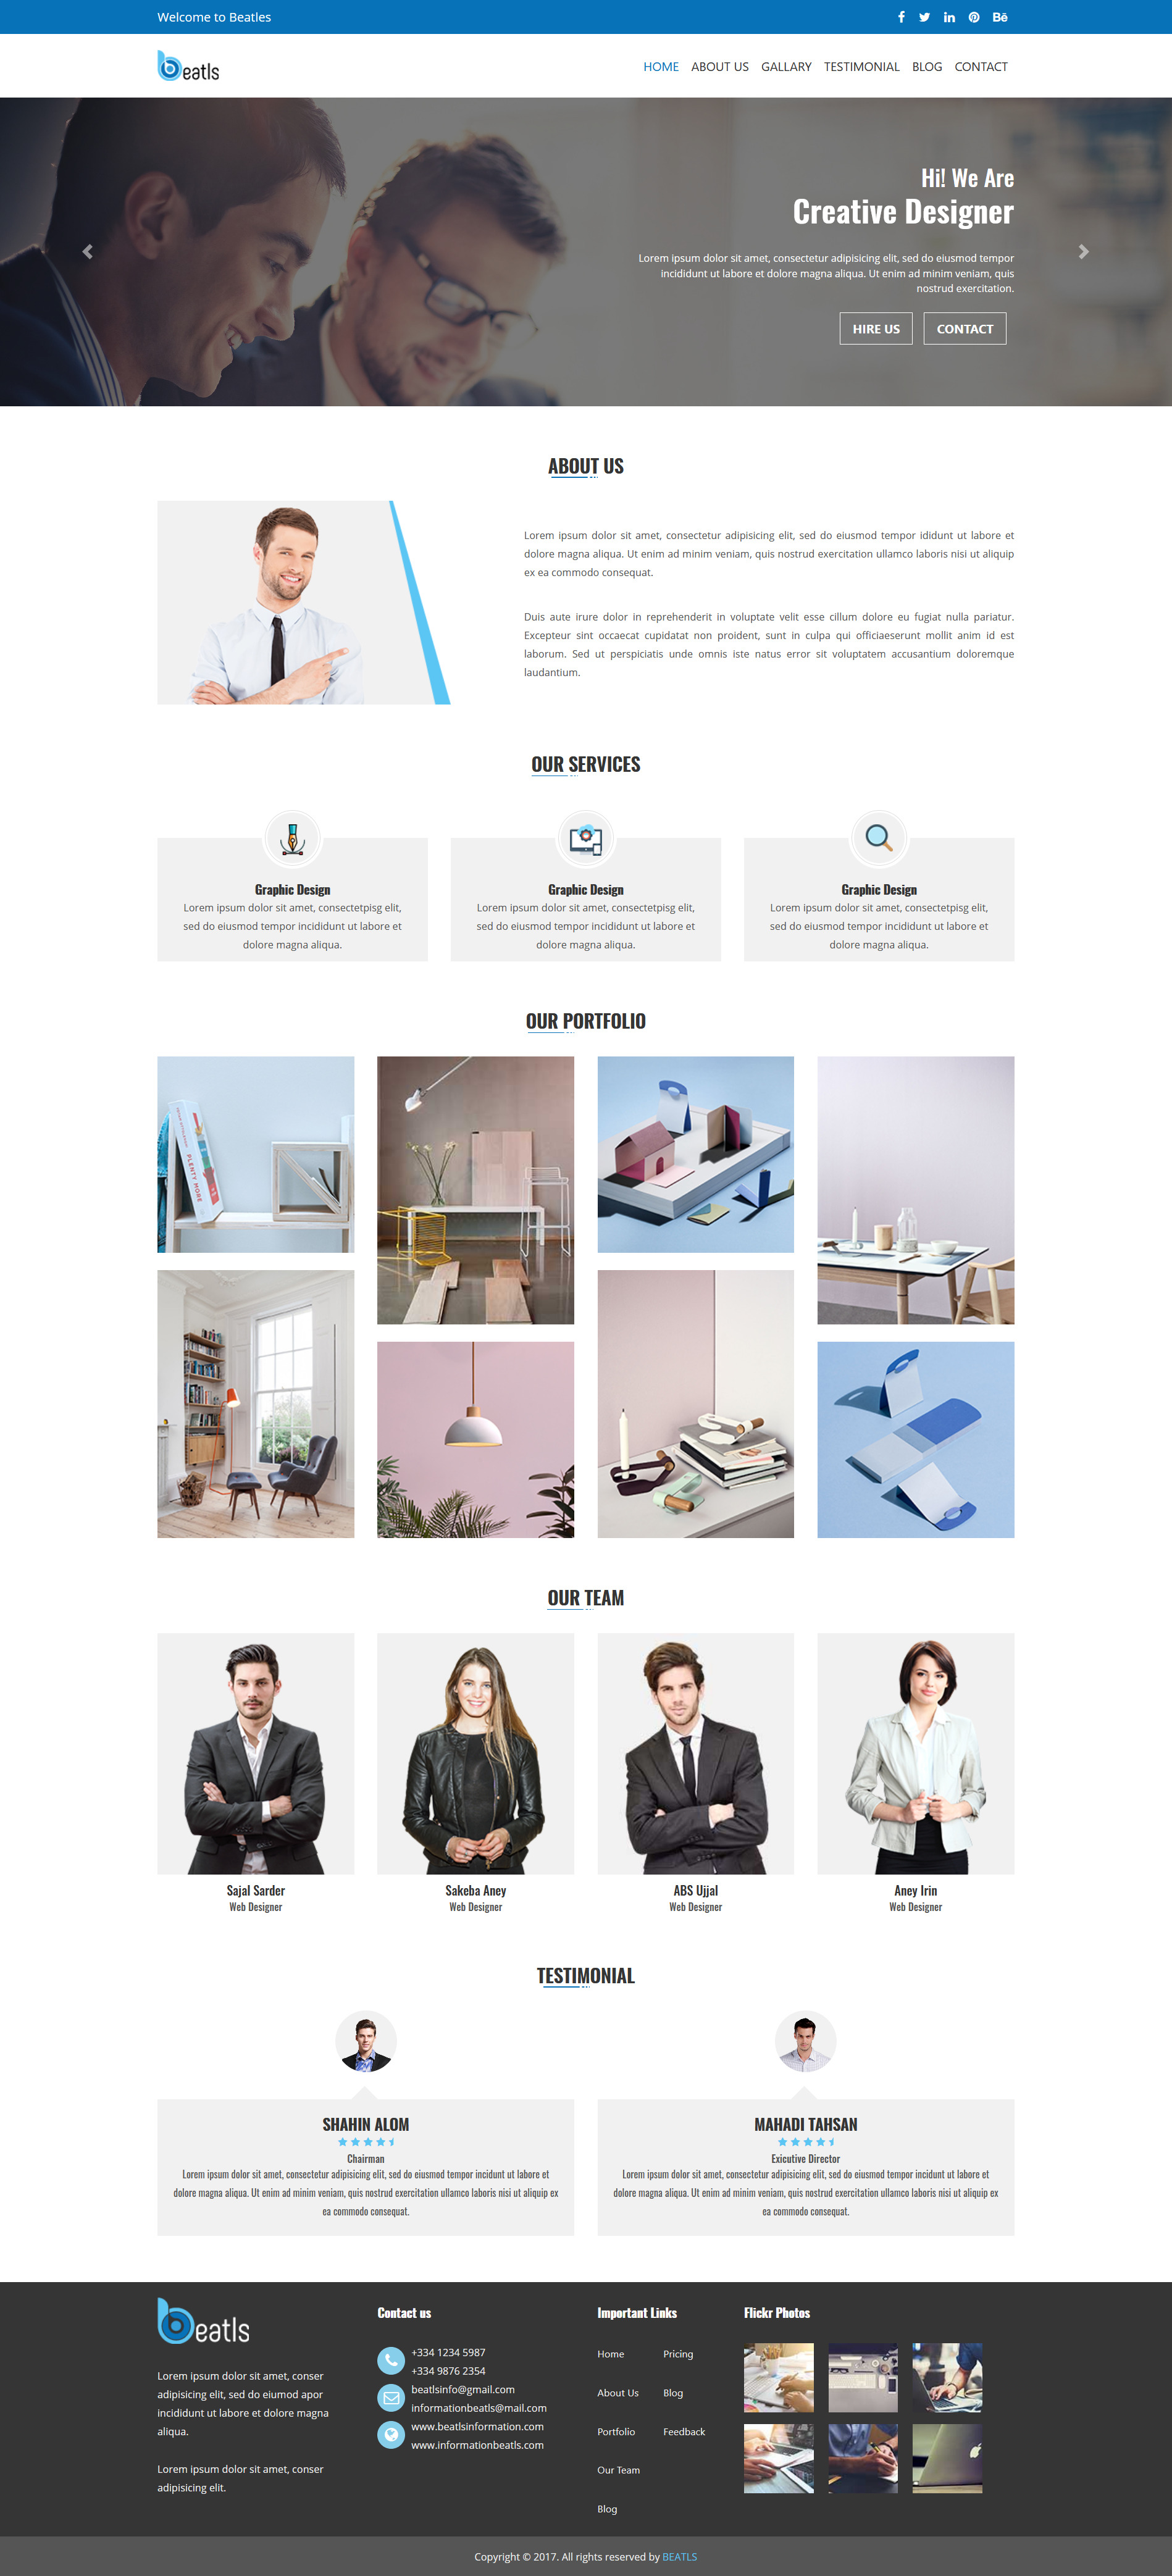 Welcome to Beatles
Bē
beatls
HOME ABOUT US GALLARY TESTIMONIAL BLOG CONTACT
Hi! We Are
Creative Designer
Lorem ipsum dolor sit amet, consectetur adipisicing elit, sed do eiusmod tempor
incididunt ut labore et dolore magna aliqua. Ut enim ad minim veniam, quis
nostrud exercitation.
HIRE US CONTACT
ABOUT US
Lorem ipsum dolor sit amet, consectetur adipisicing elit, sed do eiusmod tempor ididunt ut labore et
dolore magna aliqua. Ut enim ad minim veniam, quis nostrud exercitation ullamco laboris nisi ut aliquip
ex ea commodo consequat.
Duis aute irure dolor in reprehenderit in voluptate velit esse cillum dolore eu fugiat nulla pariatur.
Excepteur sint occaecat cupidatat non proident, sunt in culpa qui officiaeserunt mollit anim id est
laborum. Sed ut perspiciatis unde omnis iste natus error sit voluptatem accusantium doloremque
laudantium.
OUR SERVICES
Graphic Design
Lorem ipsum dolor sit amet, consectetpisg elit,
sed do eiusmod tempor incididunt ut labore et
dolore magna aliqua.
Graphic Design
Lorem ipsum dolor sit amet, consectetpisg elit,
sed do eiusmod tempor incididunt ut labore et
dolore magna aliqua.
Graphic Design
Lorem ipsum dolor sit amet, consectetpisg elit,
sed do eiusmod tempor incididunt ut labore et
dolore magna aliqua.
OUR PORTFOLIO
PLENTY MORE
OUR TEAM
Sajal Sarder
Web Designer
Sakeba Aney
Web Designer
ABS Ujjal
Web Designer
Aney Irin
Web Designer
TESTIMONIAL
SHAHIN ALOM
Chairman
Lorem ipsum dolor sit amet, consectetur adipisicing elit, sed do eiusmod tempor incidunt ut labore et
dolore magna aliqua. Ut enim ad minim veniam, quis nostrud exercitation ullamco laboris nisi ut aliquip ex
ea commodo consequat.
MAHADI TAHSAN
Exicutive Director
Lorem ipsum dolor sit amet, consectetur adipisicing elit, sed do eiusmod tempor incidunt ut labore et
dolore magna aliqua. Ut enim ad minim veniam, quis nostrud exercitation ullamco laboris nisi ut aliquip ex
ea commodo consequat.
beatls
Lorem ipsum dolor sit amet, conser
adipisicing elit, sed do eiumod apor
incididunt ut labore et dolore magna
aliqua.
Lorem ipsum dolor sit amet, conser
adipisicing elit.
Contact us
+334 1234 5987
+334 9876 2354
beatlsinfo@gmail.com
informationbeatls@mail.com
www.beatlsinformation.com
www.informationbeatls.com
Important Links
Home
About Us
Portfolio
Our Team
Blog
Pricing
Blog
Feedback
Flickr Photos
Copyright © 2017. All rights reserved by BEATLS